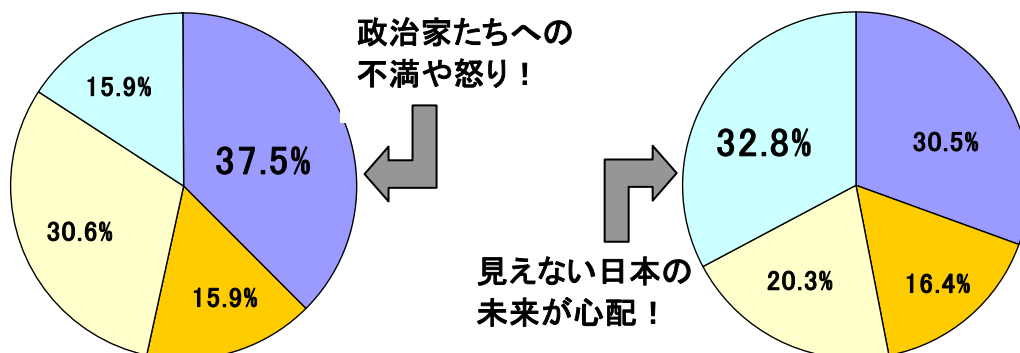 政治家たちへの
不満や怒り！
15.9%
37.5%
30.6%
15.9%
32.8%
30.5%
20.3%
16.4%
見えない日本の
未来が心配！